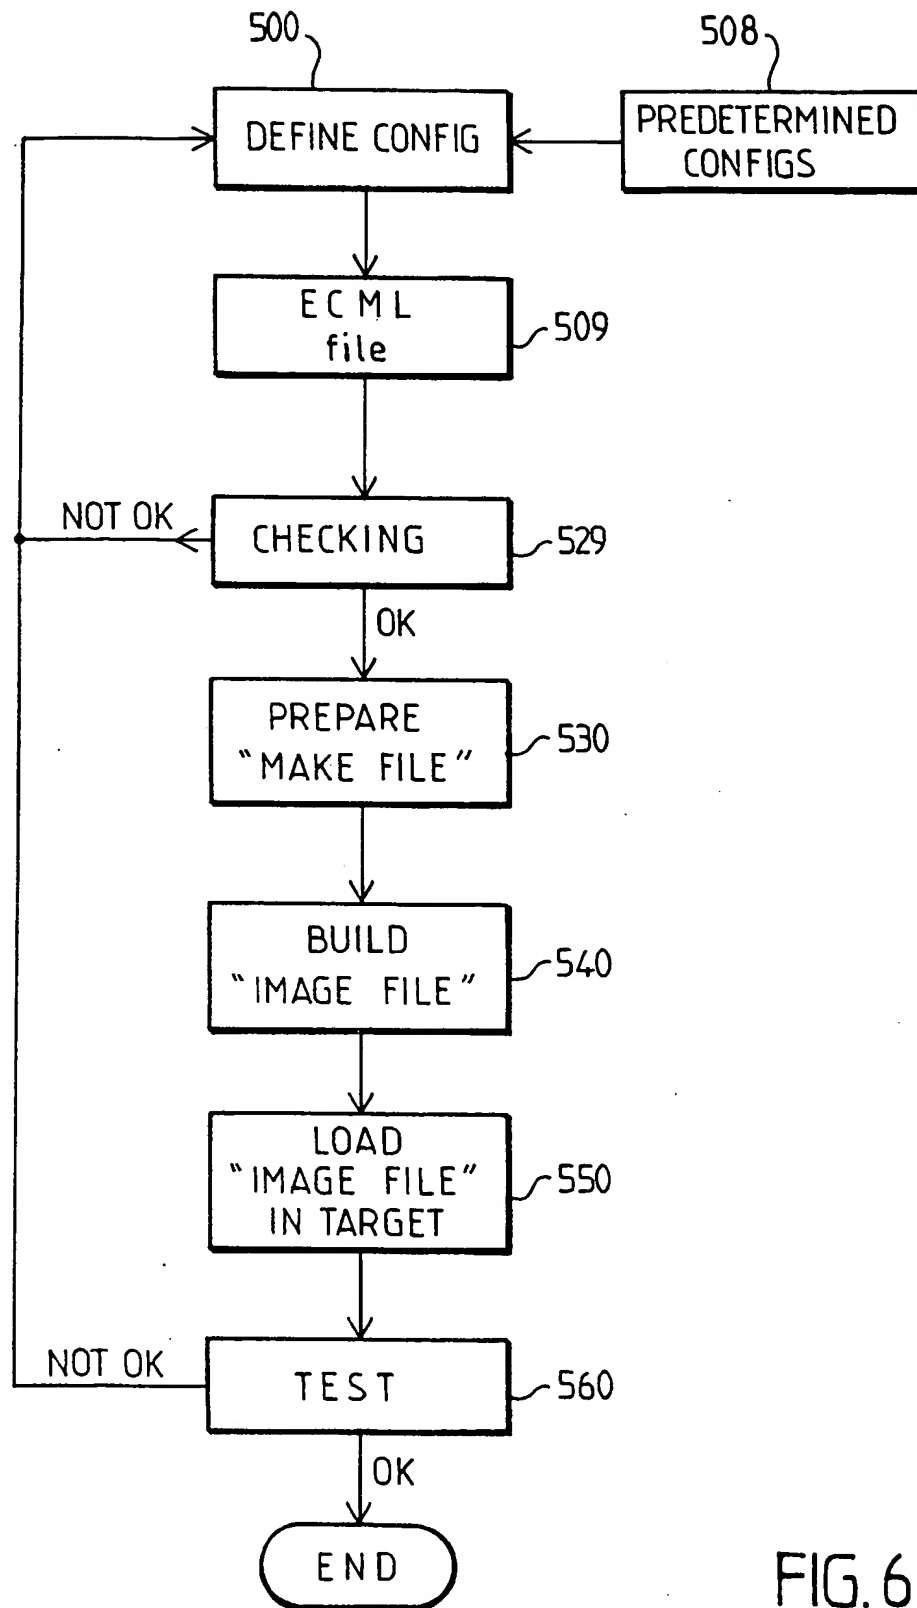 500
508
DEFINE CONFIG
PREDETERMINED
CONFIGS
ECML
file
509
NOT OK
CHECKING
529
OK
PREPARE
"MAKE FILE"
530
BUILD
"IMAGE FILE"
540
LOAD
"IMAGE FILE"
IN TARGET
550
NOT OK
TEST
560
OK
END
FIG.6